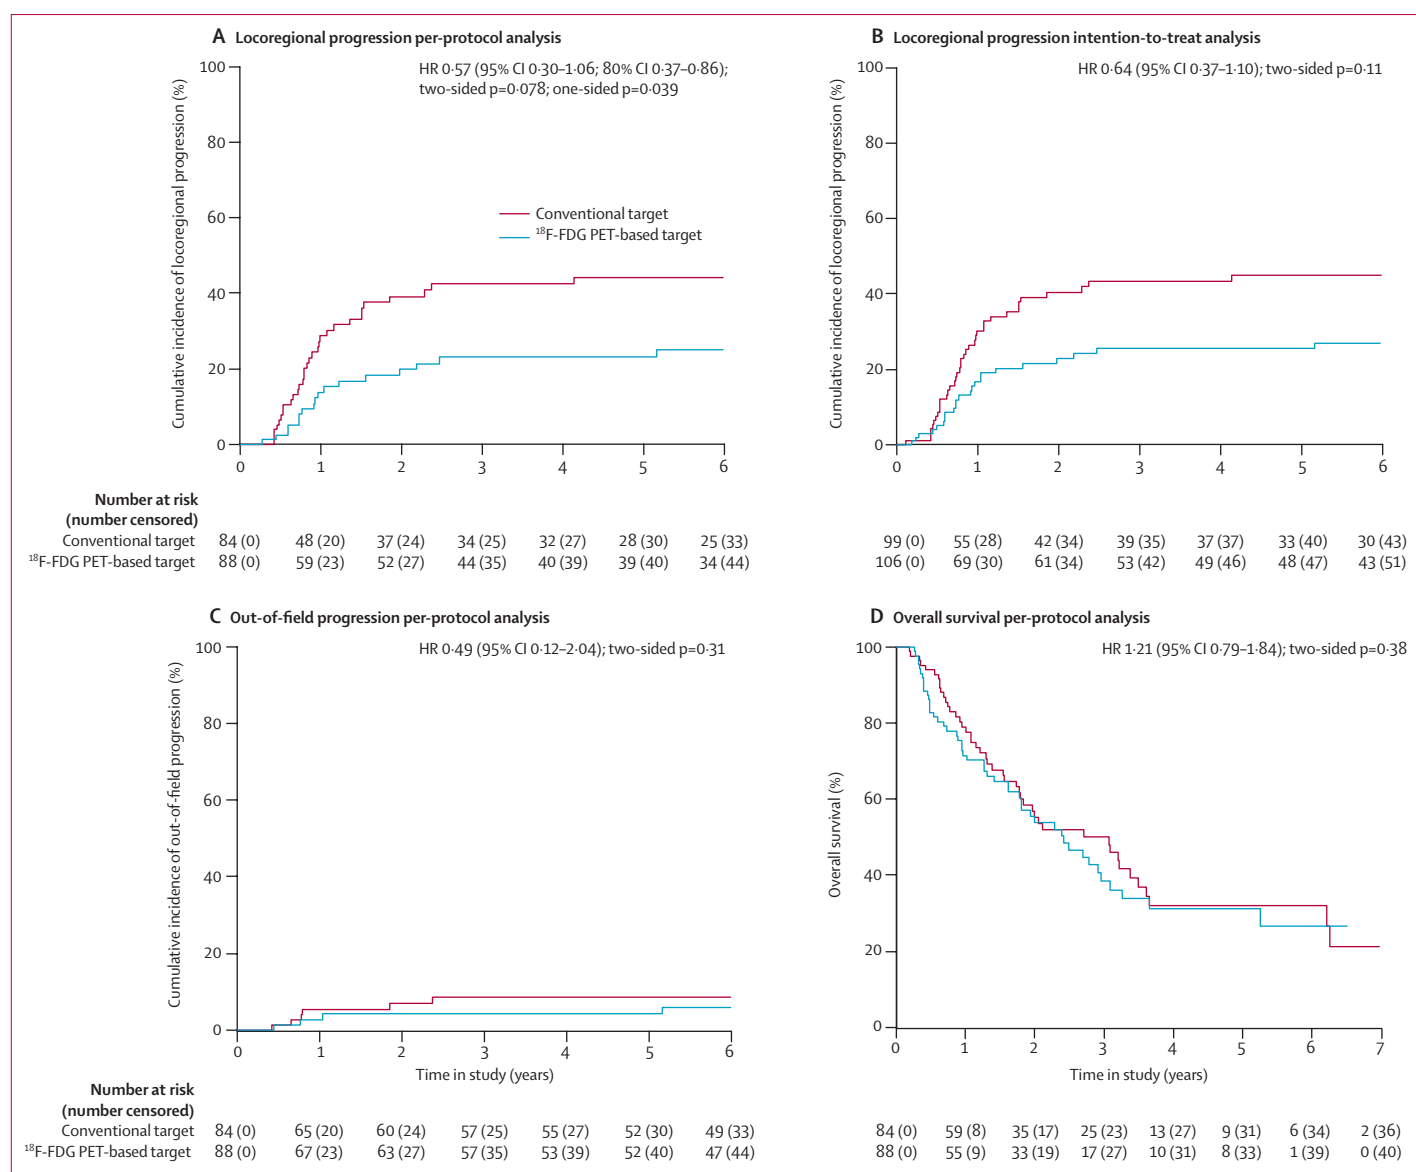 A Locoregional progression per-protocol analysis
HR 0·57 (95% CI 0·30–1·06; 80% CI 0·37–0·86);
two-sided p=0·078; one-sided p=0·039
Cumulative incidence of locoregional progression (%)
100
80
60
40
20
0
Conventional target
¹⁸F-FDG PET-based target
0 1 2 3 4 5 6
B Locoregional progression intention-to-treat analysis
HR 0·64 (95% CI 0·37–1·10); two-sided p=0·11
Cumulative incidence of locoregional progression (%)
100
80
60
40
20
0
0 1 2 3 4 5 6
Number at risk
(number censored)
Conventional target 84 (0) 48 (20) 37 (24) 34 (25) 32 (27) 28 (30) 25 (33) 99 (0) 55 (28) 42 (34) 39 (35) 37 (37) 33 (40) 30 (43)
¹⁸F-FDG PET-based target 88 (0) 59 (23) 52 (27) 44 (35) 40 (39) 39 (40) 34 (44) 106 (0) 69 (30) 61 (34) 53 (42) 49 (46) 48 (47) 43 (51)
C Out-of-field progression per-protocol analysis
HR 0·49 (95% CI 0·12–2·04); two-sided p=0·31
Cumulative incidence of out-of-field progression (%)
100
80
60
40
20
0
0 1 2 3 4 5 6
Time in study (years)
D Overall survival per-protocol analysis
HR 1·21 (95% CI 0·79–1·84); two-sided p=0·38
Overall survival (%)
100
80
60
40
20
0
0 1 2 3 4 5 6 7
Time in study (years)
Number at risk
(number censored)
Conventional target 84 (0) 65 (20) 60 (24) 57 (25) 55 (27) 52 (30) 49 (33) 84 (0) 59 (8) 35 (17) 25 (23) 13 (27) 9 (31) 6 (34) 2 (36)
¹⁸F-FDG PET-based target 88 (0) 67 (23) 63 (27) 57 (35) 53 (39) 52 (40) 47 (44) 88 (0) 55 (9) 33 (19) 17 (27) 10 (31) 8 (33) 1 (39) 0 (40)